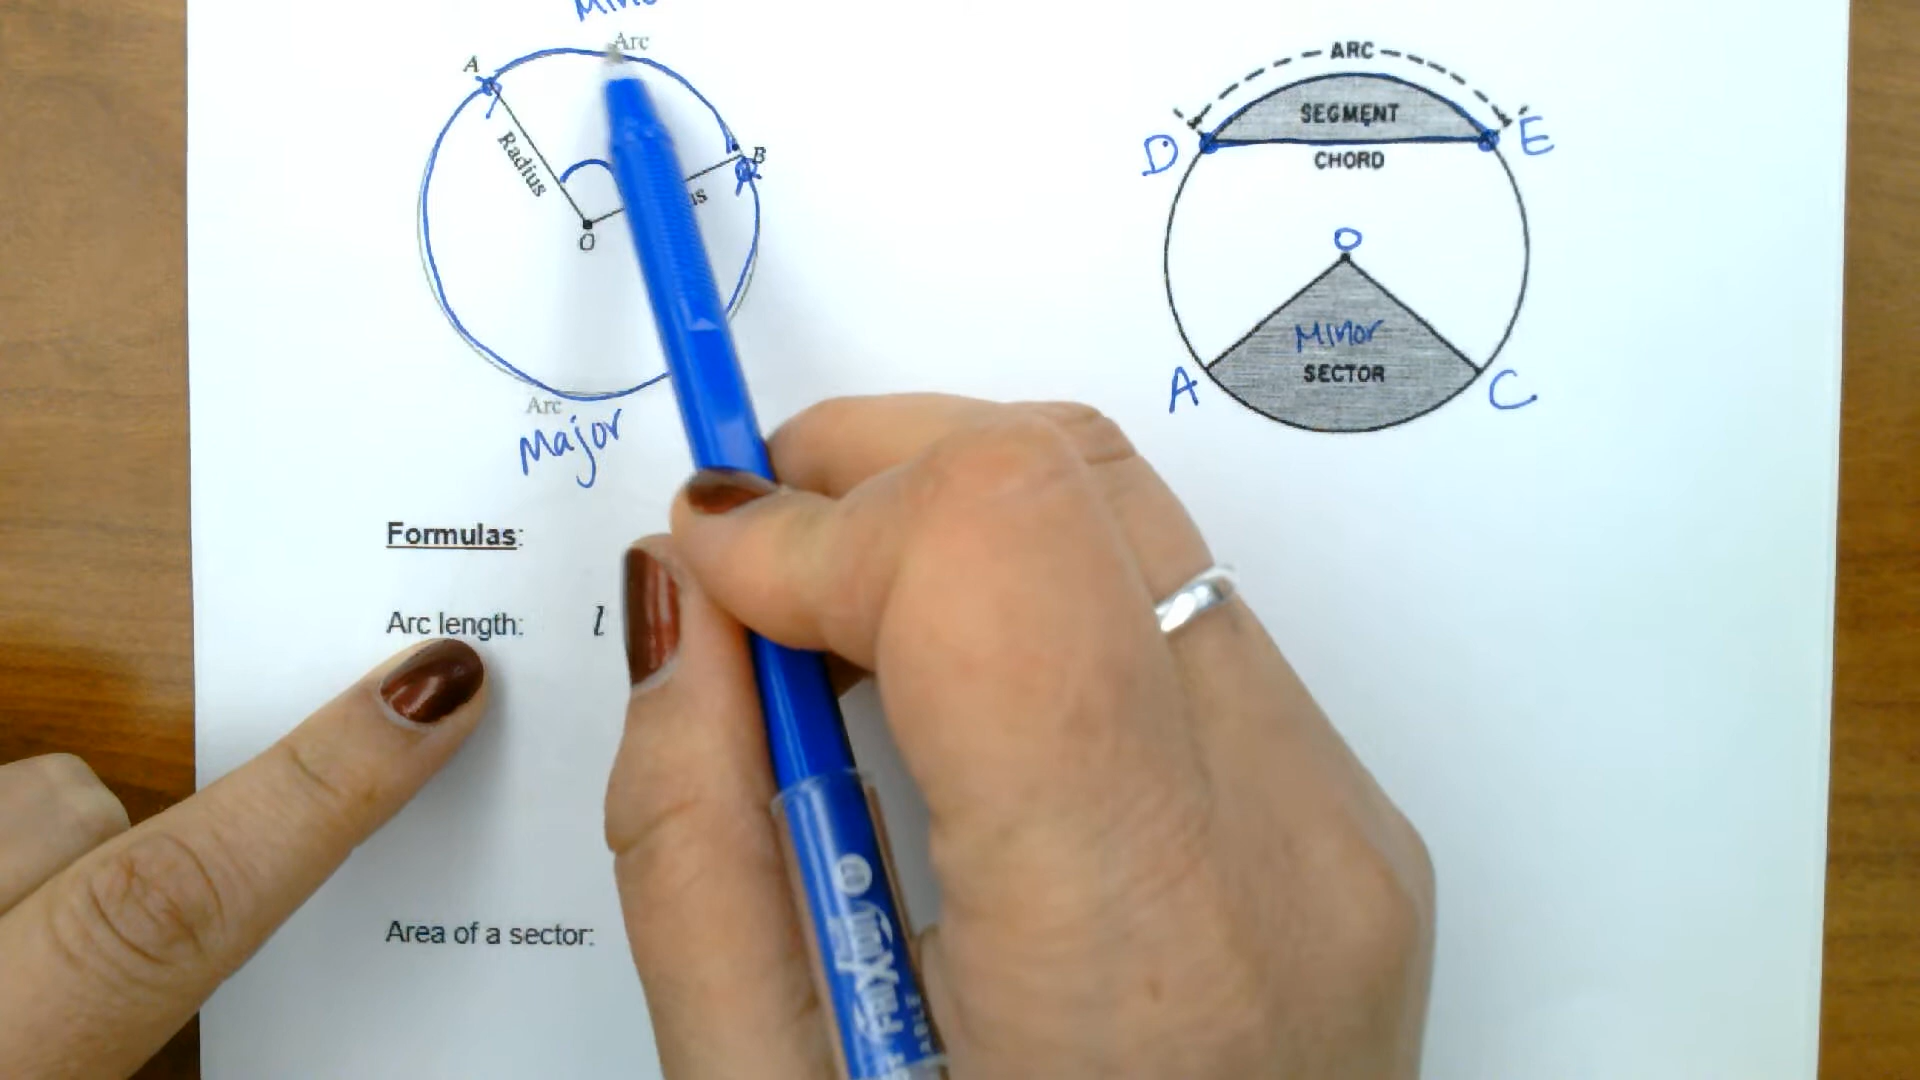 Arc
A
B
Radius
O
Arc
Major
ARC
SEGMENT
D
E
CHORD
O
Minor
SECTOR
A
C
Formulas:
Arc length: l
Area of a sector: